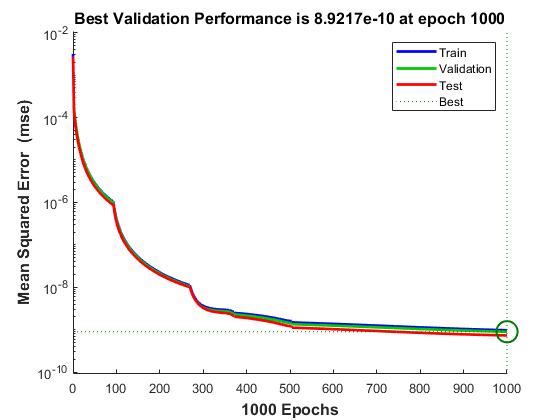 Best Validation Performance is 8.9217e-10 at epoch 1000
Mean Squared Error (mse)
10^-2
10^-4
10^-6
10^-8
10^-10
Train
Validation
Test
Best
0 100 200 300 400 500 600 700 800 900 1000
1000 Epochs